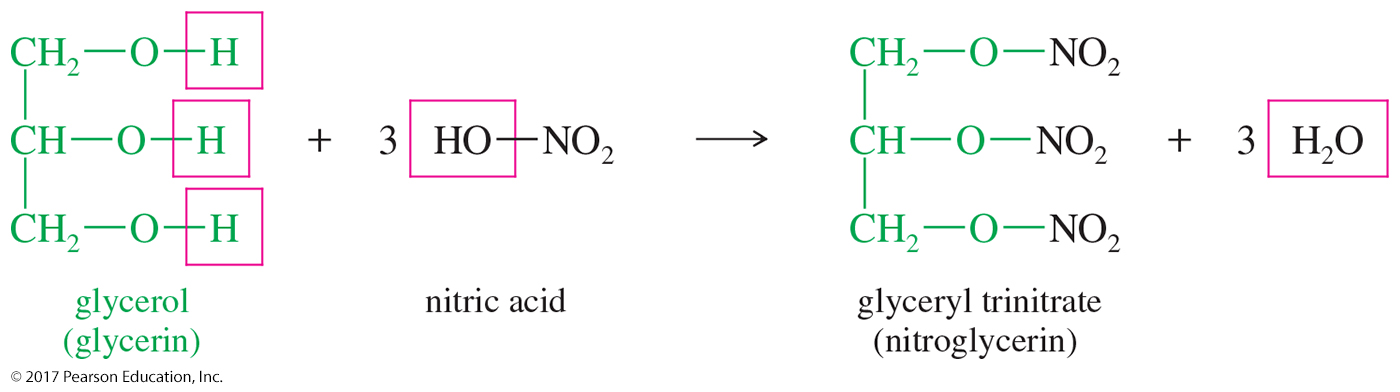 CH₂—O—H CH₂—O—NO₂
CH—O—H + 3 HO—NO₂ ⟶ CH—O—NO₂ + 3 H₂O
CH₂—O—H CH₂—O—NO₂
glycerol nitric acid glyceryl trinitrate
(glycerin) (nitroglycerin)
© 2017 Pearson Education, Inc.